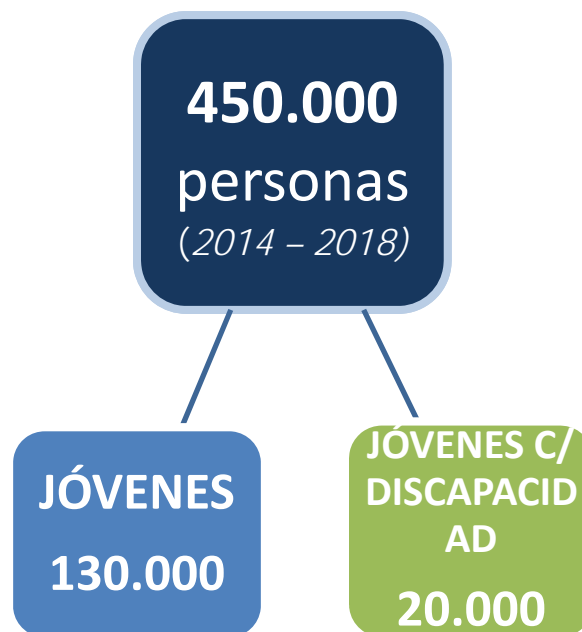 450.000
personas
(2014 – 2018)
JÓVENES
130.000
JÓVENES C/
DISCAPACID
AD
20.000